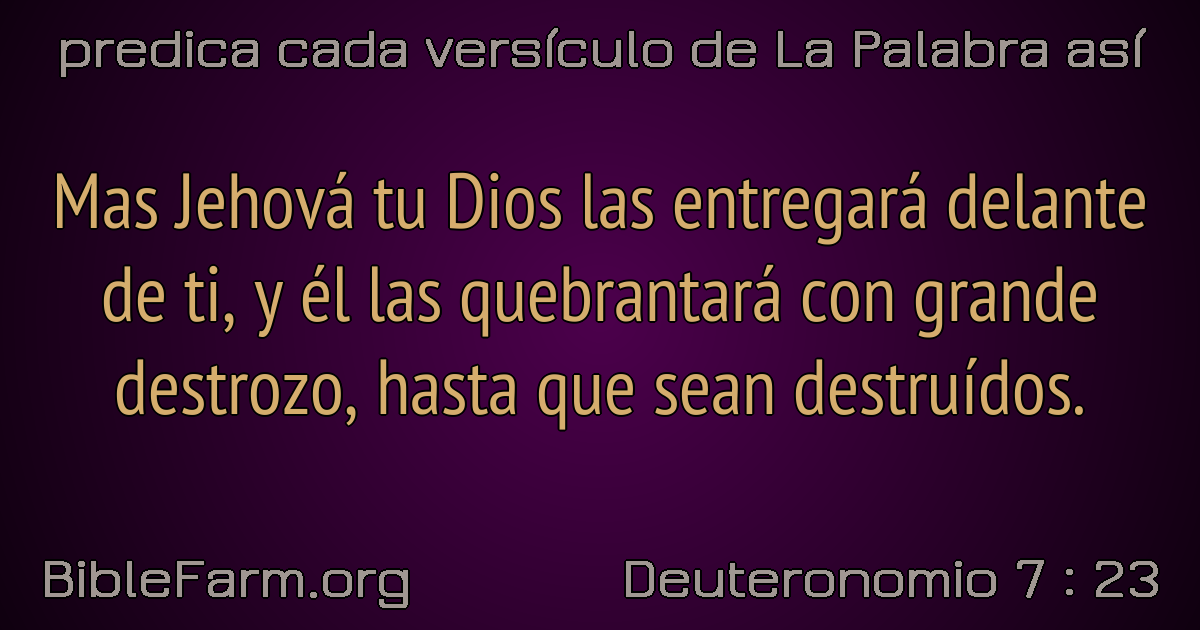 predica cada versículo de La Palabra así
Mas Jehová tu Dios las entregará delante
de ti, y él las quebrantará con grande
destrozo, hasta que sean destruídos.
BibleFarm.org
Deuteronomio 7 : 23